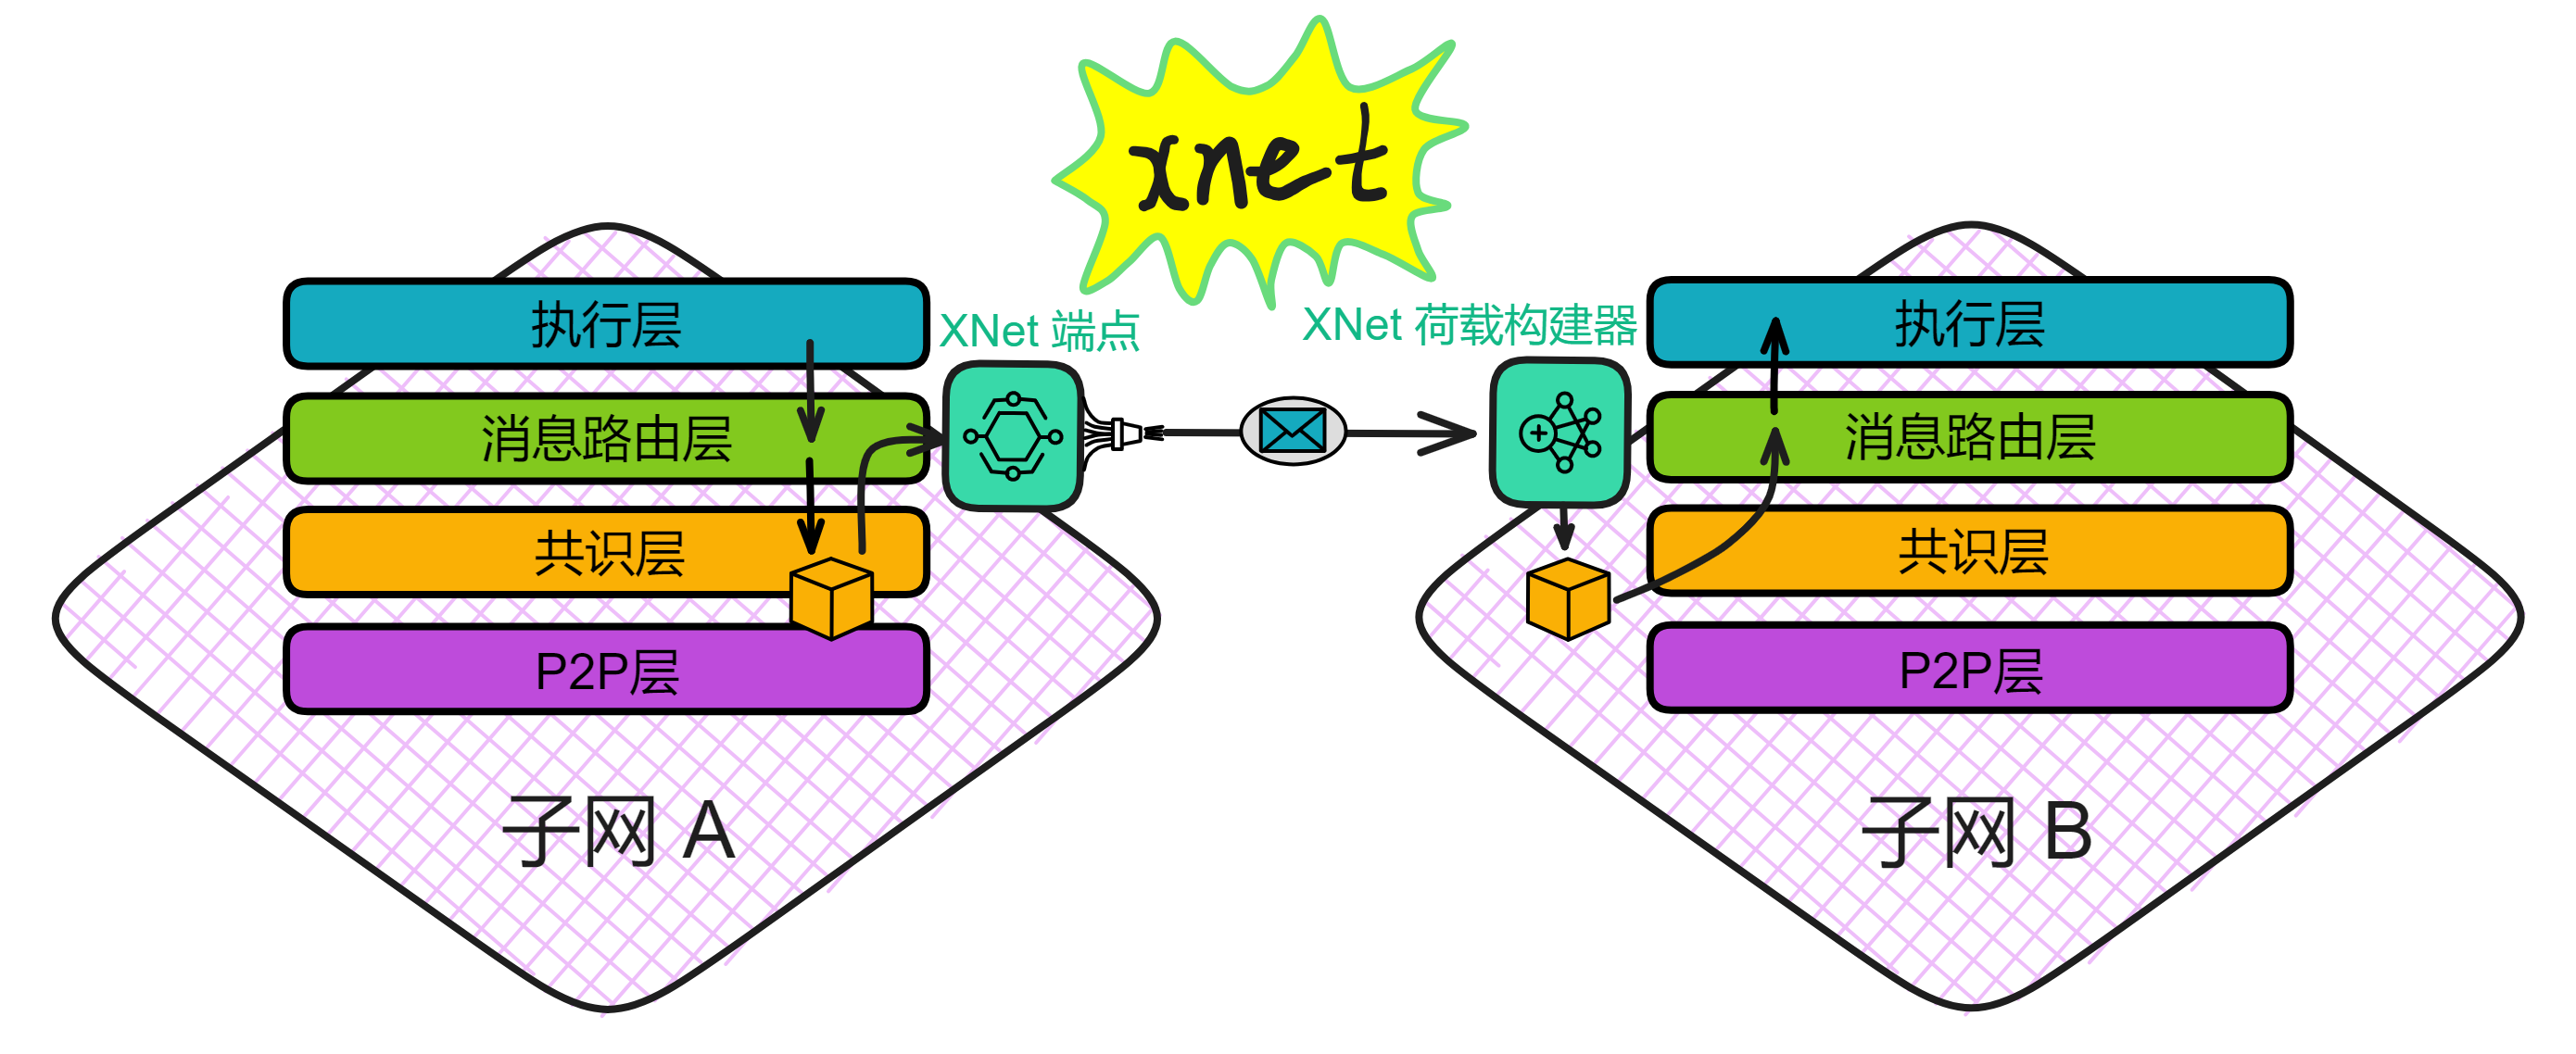 xnet
XNet 端点
XNet 荷载构建器
执行层
消息路由层
共识层
P2P层
子网 A
执行层
消息路由层
共识层
P2P层
子网 B